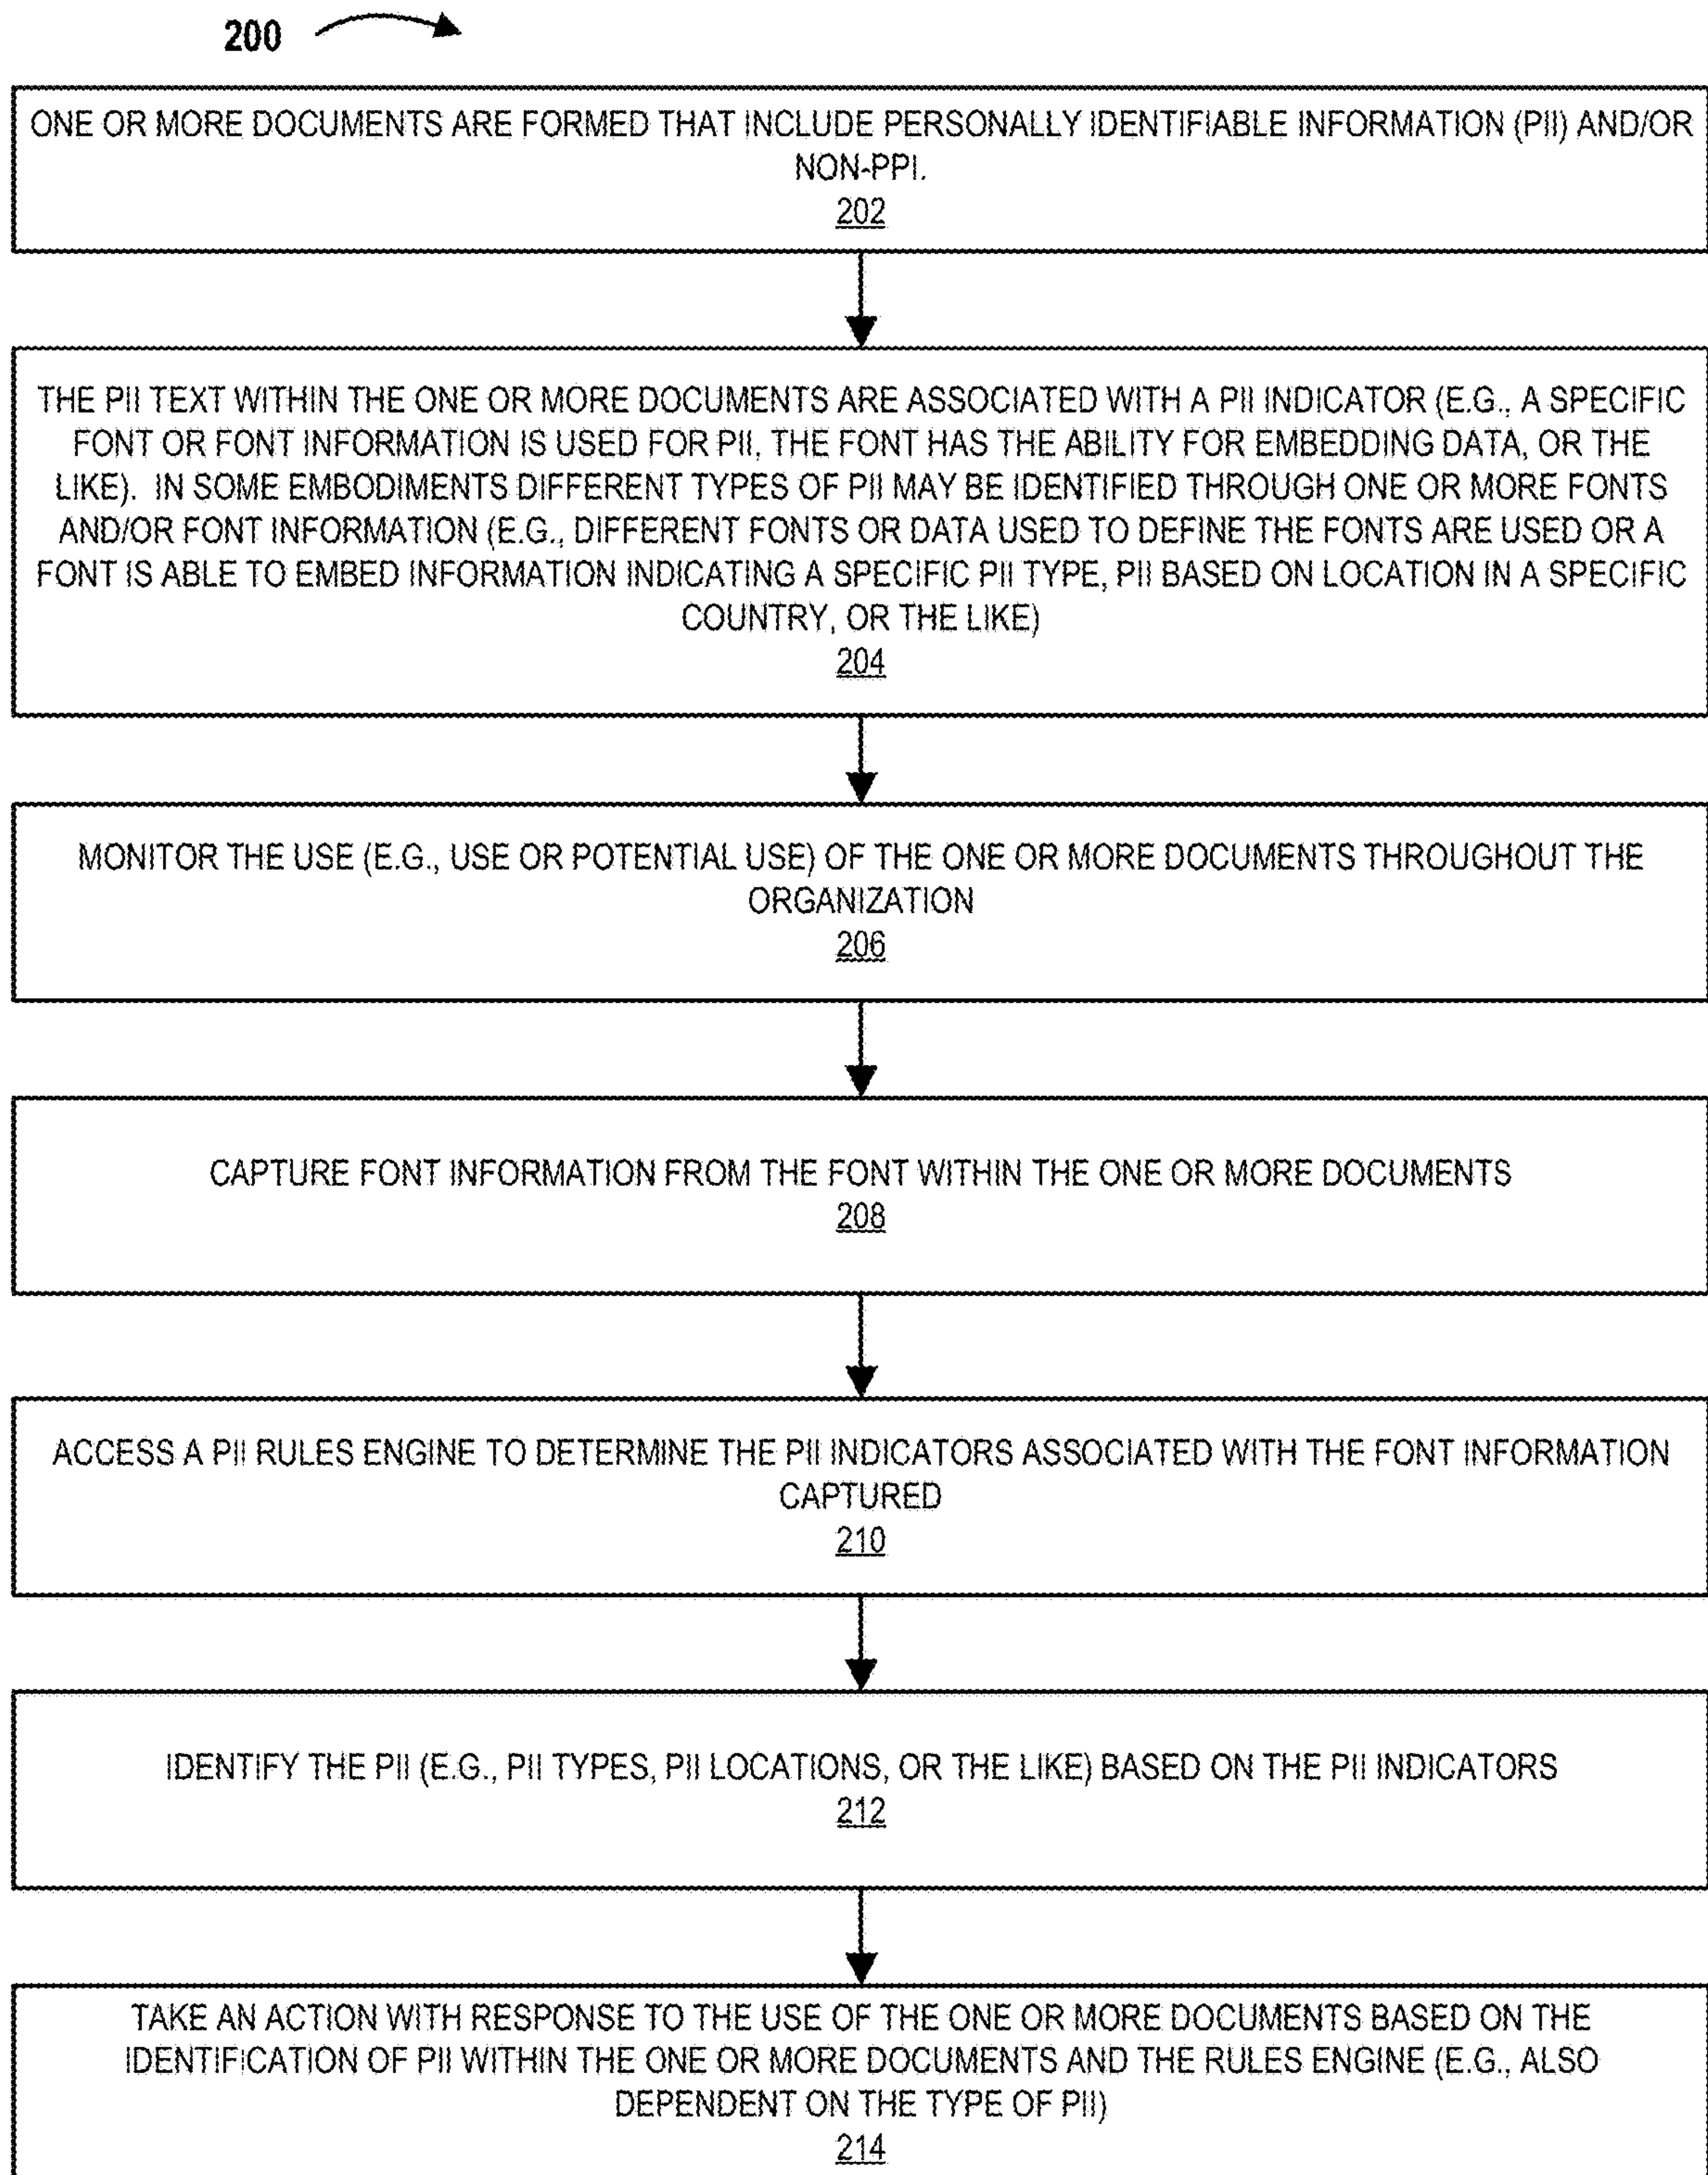 200
ONE OR MORE DOCUMENTS ARE FORMED THAT INCLUDE PERSONALLY IDENTIFIABLE INFORMATION (PII) AND/OR
NON-PPI.
202
THE PII TEXT WITHIN THE ONE OR MORE DOCUMENTS ARE ASSOCIATED WITH A PII INDICATOR (E.G., A SPECIFIC
FONT OR FONT INFORMATION IS USED FOR PII, THE FONT HAS THE ABILITY FOR EMBEDDING DATA, OR THE
LIKE). IN SOME EMBODIMENTS DIFFERENT TYPES OF PII MAY BE IDENTIFIED THROUGH ONE OR MORE FONTS
AND/OR FONT INFORMATION (E.G., DIFFERENT FONTS OR DATA USED TO DEFINE THE FONTS ARE USED OR A
FONT IS ABLE TO EMBED INFORMATION INDICATING A SPECIFIC PII TYPE, PII BASED ON LOCATION IN A SPECIFIC
COUNTRY, OR THE LIKE)
204
MONITOR THE USE (E.G., USE OR POTENTIAL USE) OF THE ONE OR MORE DOCUMENTS THROUGHOUT THE
ORGANIZATION
206
CAPTURE FONT INFORMATION FROM THE FONT WITHIN THE ONE OR MORE DOCUMENTS
208
ACCESS A PII RULES ENGINE TO DETERMINE THE PII INDICATORS ASSOCIATED WITH THE FONT INFORMATION
CAPTURED
210
IDENTIFY THE PII (E.G., PII TYPES, PII LOCATIONS, OR THE LIKE) BASED ON THE PII INDICATORS
212
TAKE AN ACTION WITH RESPONSE TO THE USE OF THE ONE OR MORE DOCUMENTS BASED ON THE
IDENTIFICATION OF PII WITHIN THE ONE OR MORE DOCUMENTS AND THE RULES ENGINE (E.G., ALSO
DEPENDENT ON THE TYPE OF PII)
214